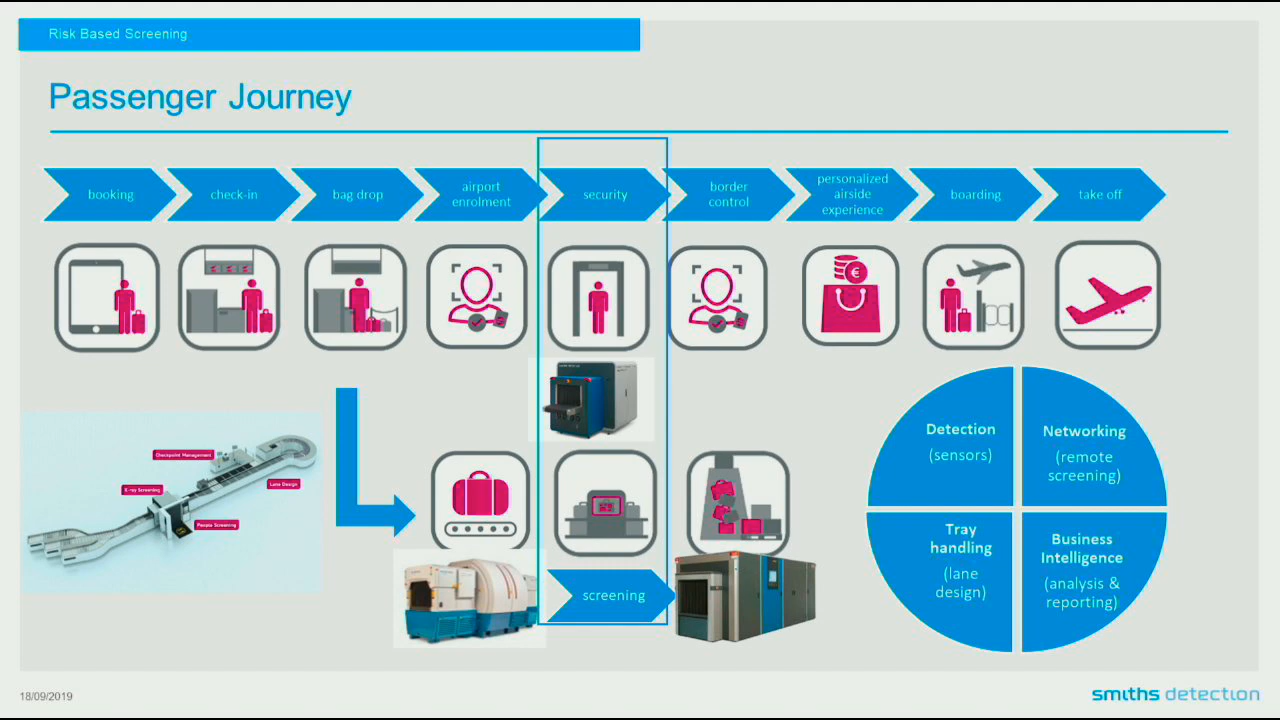 Risk Based Screening
Passenger Journey
booking
check-in
bag drop
airport
enrolment
security
border
control
personalized
airside
experience
boarding
take off
€
Checkpoint Management
X-ray Screening
Lane Design
People Screening
screening
Detection
(sensors)
Networking
(remote
screening)
Tray
handling
(lane
design)
Business
Intelligence
(analysis &
reporting)
18/09/2019
smiths detection